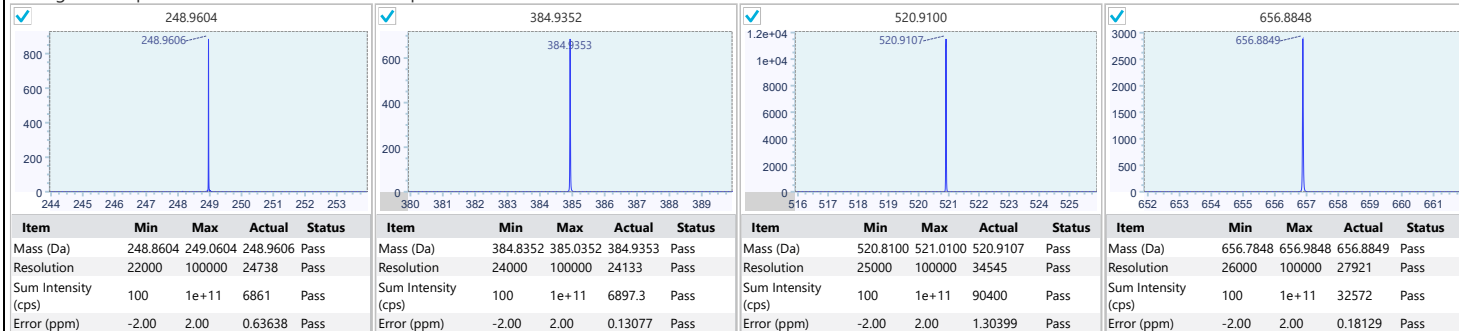 248.9604
248.9606
800
600
400
200
0
244 245 246 247 248 249 250 251 252 253
Item Min Max Actual Status
Mass (Da) 248.8604 249.0604 248.9606 Pass
Resolution 22000 100000 24738 Pass
Sum Intensity
(cps) 100 1e+11 6861 Pass
Error (ppm) -2.00 2.00 0.63638 Pass
384.9352
384.9353
600
400
200
0
380 381 382 383 384 385 386 387 388 389
Item Min Max Actual Status
Mass (Da) 384.8352 385.0352 384.9353 Pass
Resolution 24000 100000 24133 Pass
Sum Intensity
(cps) 100 1e+11 6897.3 Pass
Error (ppm) -2.00 2.00 0.13077 Pass
520.9100
520.9107
1.2e+04
1e+04
8000
6000
4000
2000
0
516 517 518 519 520 521 522 523 524 525
Item Min Max Actual Status
Mass (Da) 520.8100 521.0100 520.9107 Pass
Resolution 25000 100000 34545 Pass
Sum Intensity
(cps) 100 1e+11 90400 Pass
Error (ppm) -2.00 2.00 1.30399 Pass
656.8848
656.8849
3000
2500
2000
1500
1000
500
0
652 653 654 655 656 657 658 659 660 661
Item Min Max Actual Status
Mass (Da) 656.7848 656.9848 656.8849 Pass
Resolution 26000 100000 27921 Pass
Sum Intensity
(cps) 100 1e+11 32572 Pass
Error (ppm) -2.00 2.00 0.18129 Pass